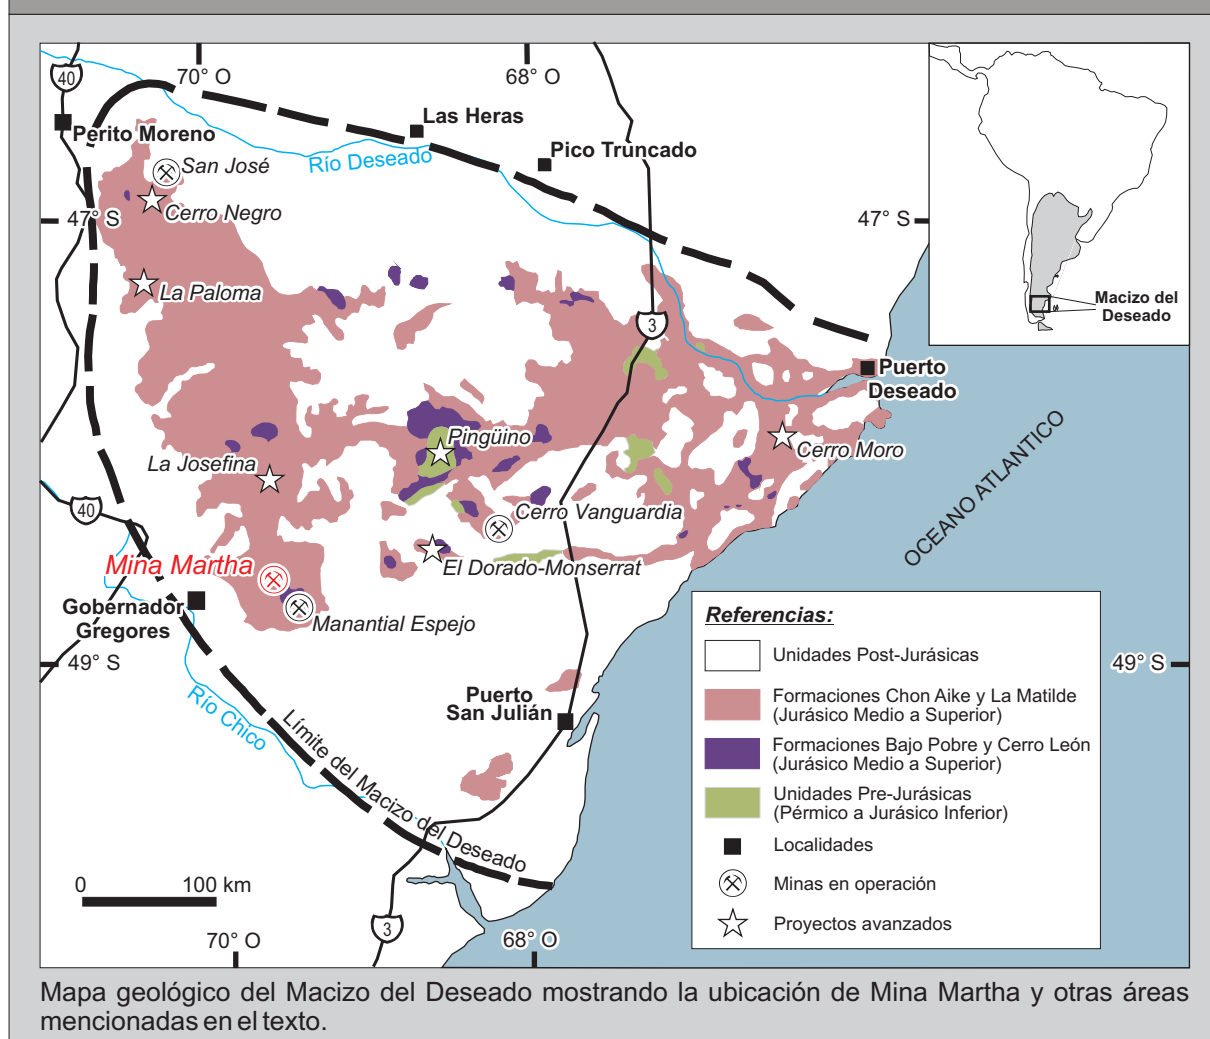 40
70° O
68° O
Perito Moreno
Las Heras
Pico Truncado
Río Deseado
San José
Cerro Negro
47° S
47° S
La Paloma
Macizo del
Deseado
3
Puerto
Deseado
Pingüino
Cerro Moro
La Josefina
OCEANO ATLANTICO
40
Cerro Vanguardia
Mina Martha
El Dorado-Monserrat
Gobernador
Gregores
Manantial Espejo
49° S
49° S
Río Chico
Puerto
San Julián
Límite del Macizo del Deseado
0 100 km
3
70° O
68° O
Referencias:
Unidades Post-Jurásicas
Formaciones Chon Aike y La Matilde
(Jurásico Medio a Superior)
Formaciones Bajo Pobre y Cerro León
(Jurásico Medio a Superior)
Unidades Pre-Jurásicas
(Pérmico a Jurásico Inferior)
Localidades
Minas en operación
Proyectos avanzados
Mapa geológico del Macizo del Deseado mostrando la ubicación de Mina Martha y otras áreas
mencionadas en el texto.